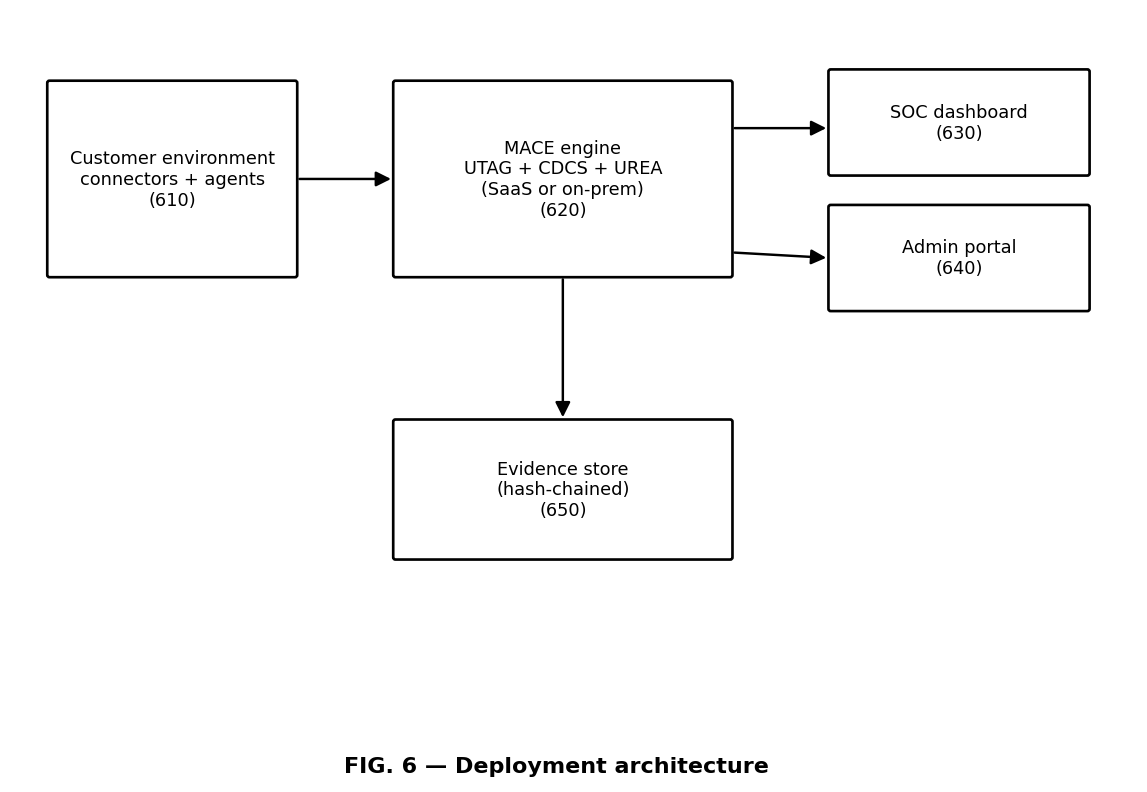 Customer environment
connectors + agents
(610)
MACE engine
UTAG + CDCS + UREA
(SaaS or on-prem)
(620)
SOC dashboard
(630)
Admin portal
(640)
Evidence store
(hash-chained)
(650)
FIG. 6 — Deployment architecture